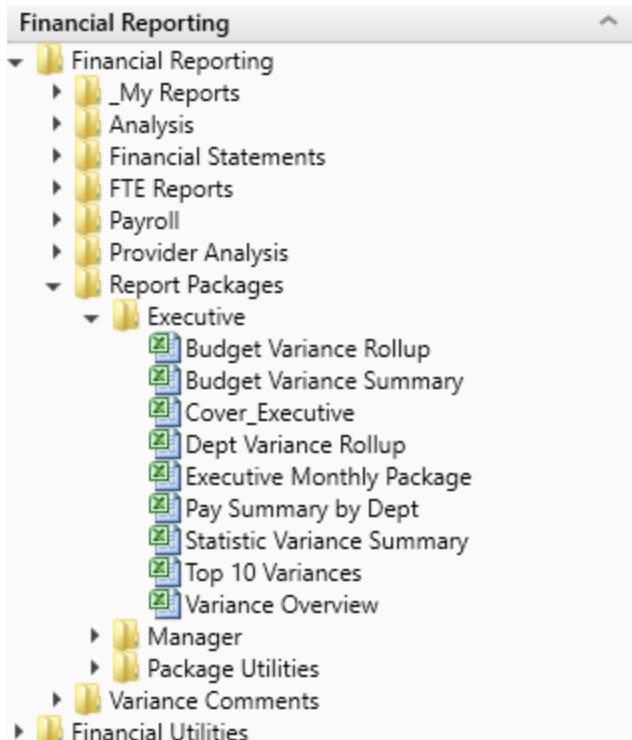 Financial Reporting
Financial Reporting
_My Reports
Analysis
Financial Statements
FTE Reports
Payroll
Provider Analysis
Report Packages
Executive
Budget Variance Rollup
Budget Variance Summary
Cover_Executive
Dept Variance Rollup
Executive Monthly Package
Pay Summary by Dept
Statistic Variance Summary
Top 10 Variances
Variance Overview
Manager
Package Utilities
Variance Comments
Financial Utilities